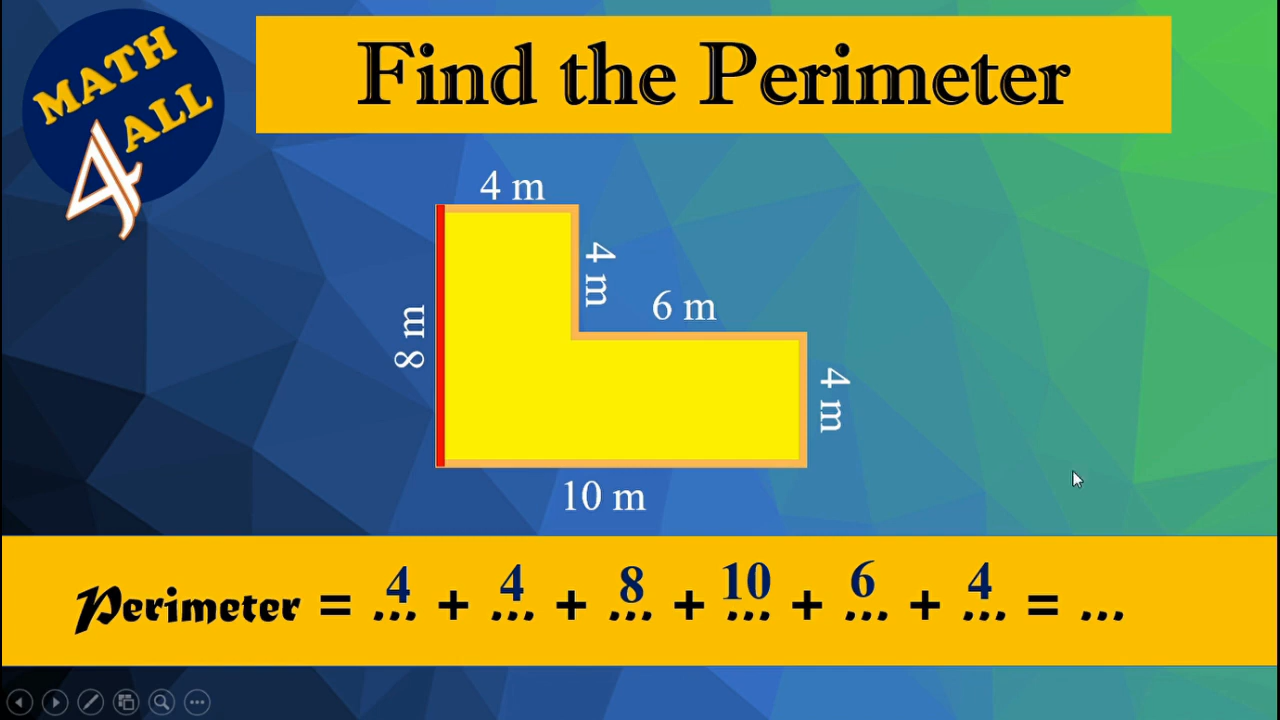 MATH
4 ALL
Find the Perimeter
4 m
4 m
6 m
8 m
4 m
10 m
Perimeter = 4... + 4... + 8... + 10... + 6... + 4... = ...